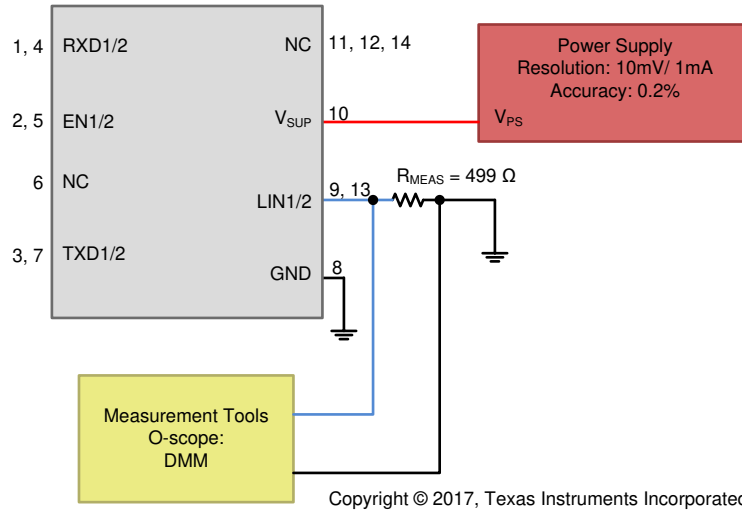 1, 4 RXD1/2 NC 11, 12, 14
2, 5 EN1/2 VSUP 10
6 NC
LIN1/2 9, 13
3, 7 TXD1/2
GND 8
Power Supply
Resolution: 10mV/ 1mA
Accuracy: 0.2%
VPS
RMEAS = 499 Ω
Measurement Tools
O-scope:
DMM
Copyright © 2017, Texas Instruments Incorporated